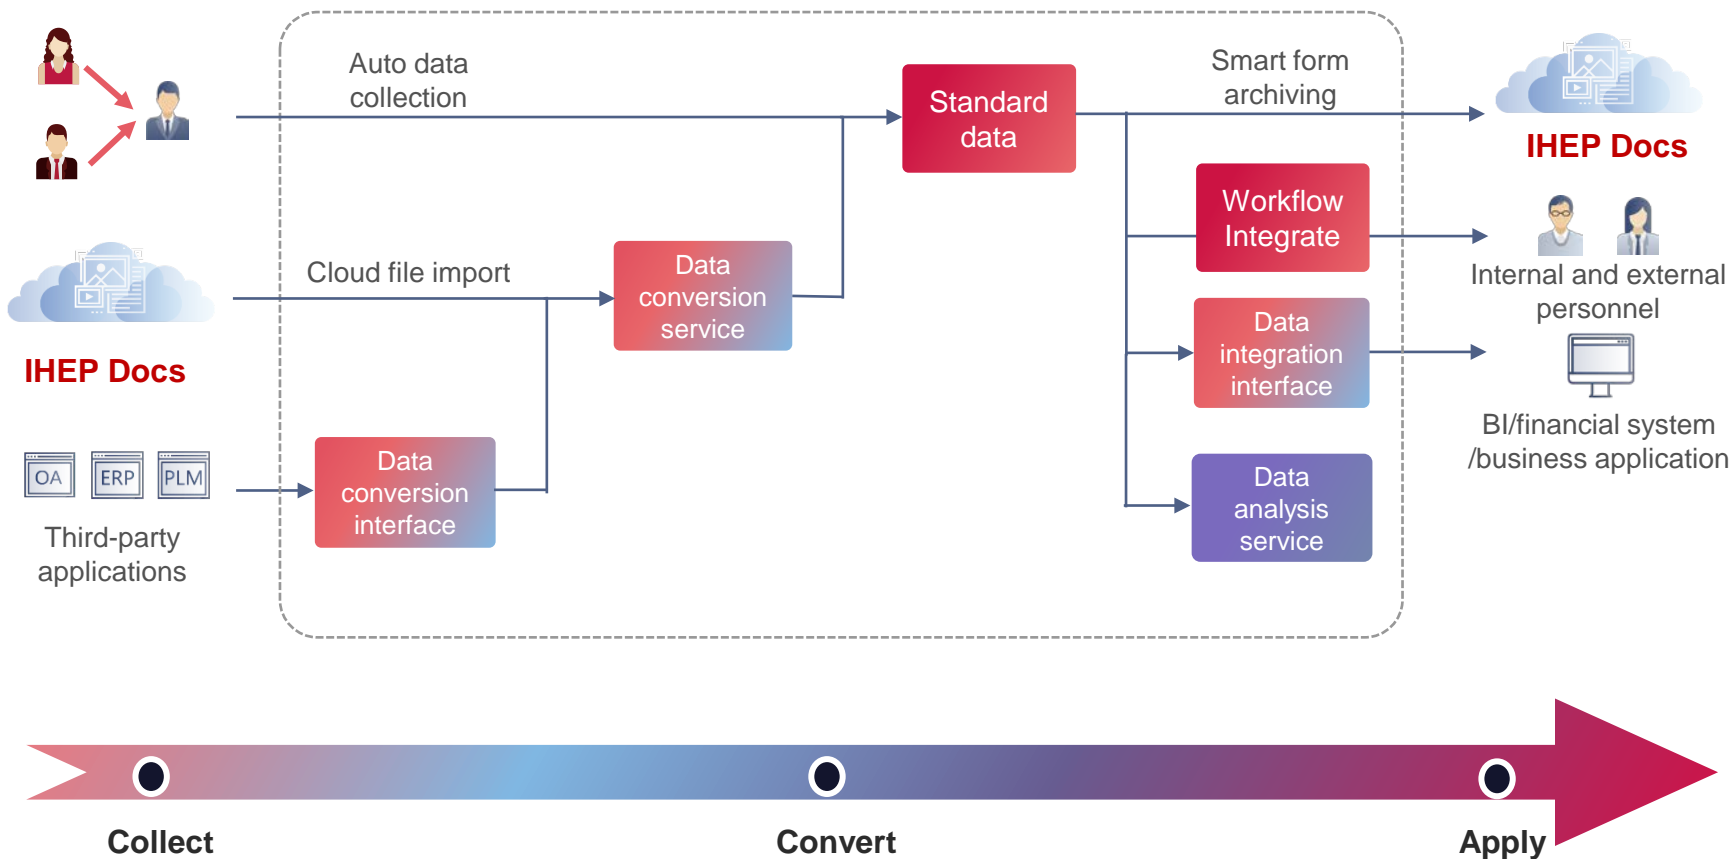 Auto data
collection
Standard
data
Smart form
archiving
IHEP Docs
Workflow
Integrate
Internal and external
personnel
Cloud file import
Data
conversion
service
IHEP Docs
Data
integration
interface
BI/financial system
/business application
OA
ERP
PLM
Third-party
applications
Data
conversion
interface
Data
analysis
service
Collect
Convert
Apply